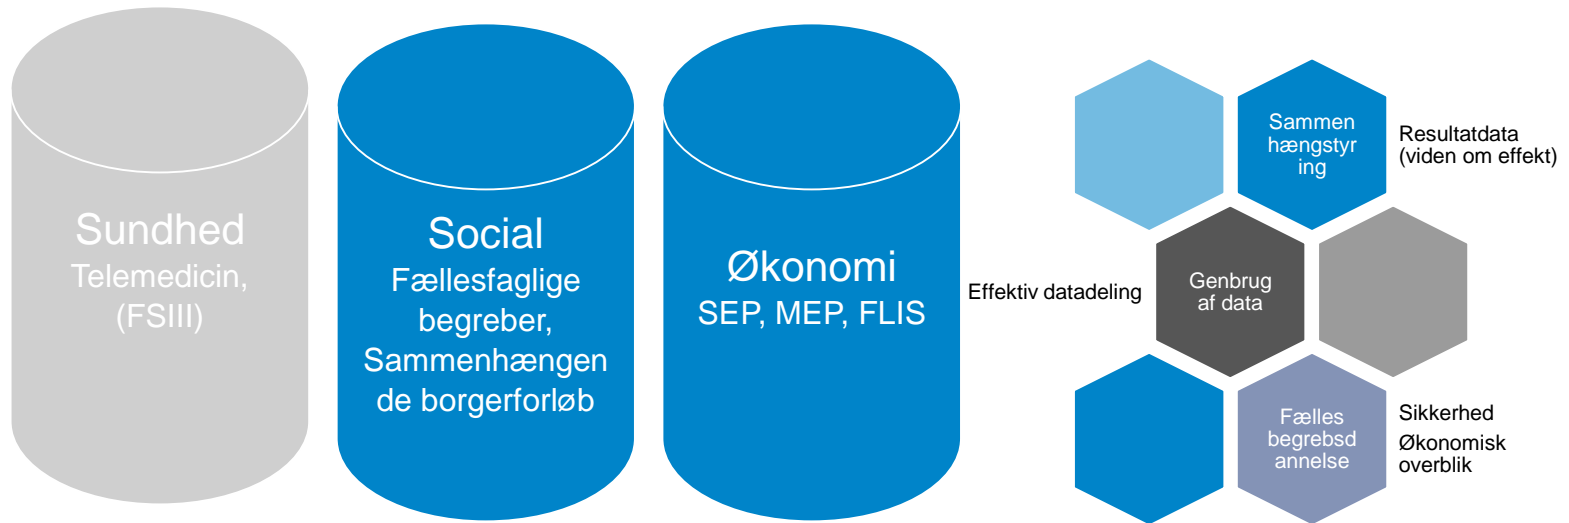 Sundhed
Telemedicin,
(FSIII)
Social
Fællesfaglige
begreber,
Sammenhængen
de borgerforløb
Økonomi
SEP, MEP, FLIS
Sammen
hængstyr
ing
Resultatdata
(viden om effekt)
Effektiv datadeling
Genbrug
af data
Fælles
begrebsd
annelse
Sikkerhed
Økonomisk
overblik